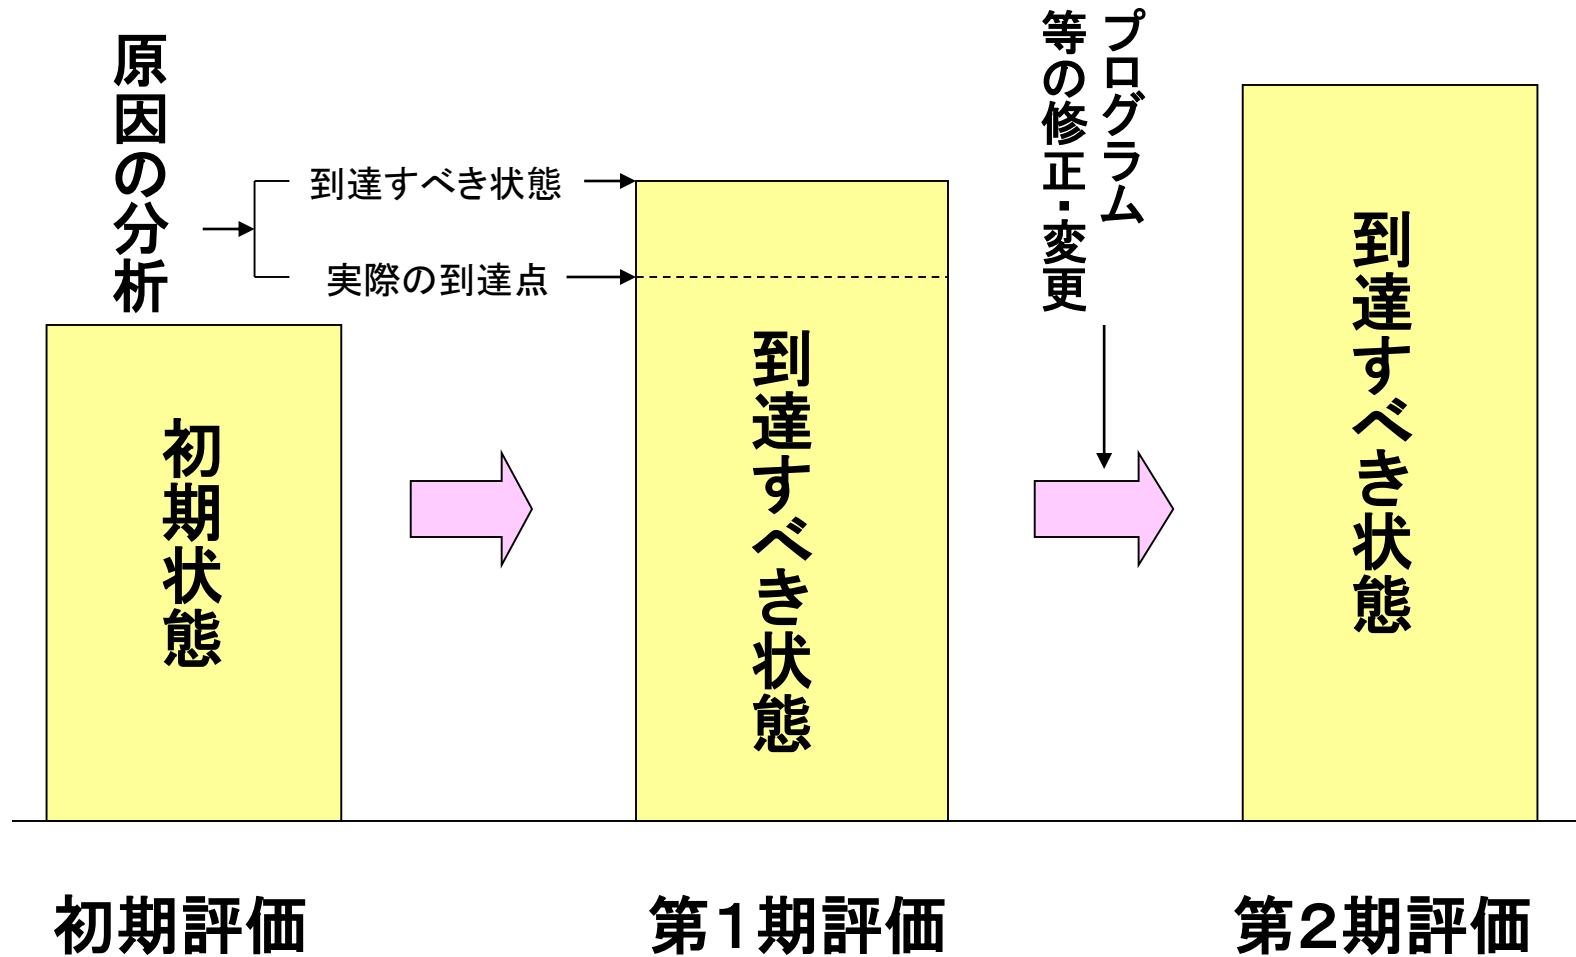 原因の分析
到達すべき状態
実際の到達点
プログラム
等の修正・変更
初期状態
到達すべき状態
到達すべき状態
初期評価
第１期評価
第２期評価